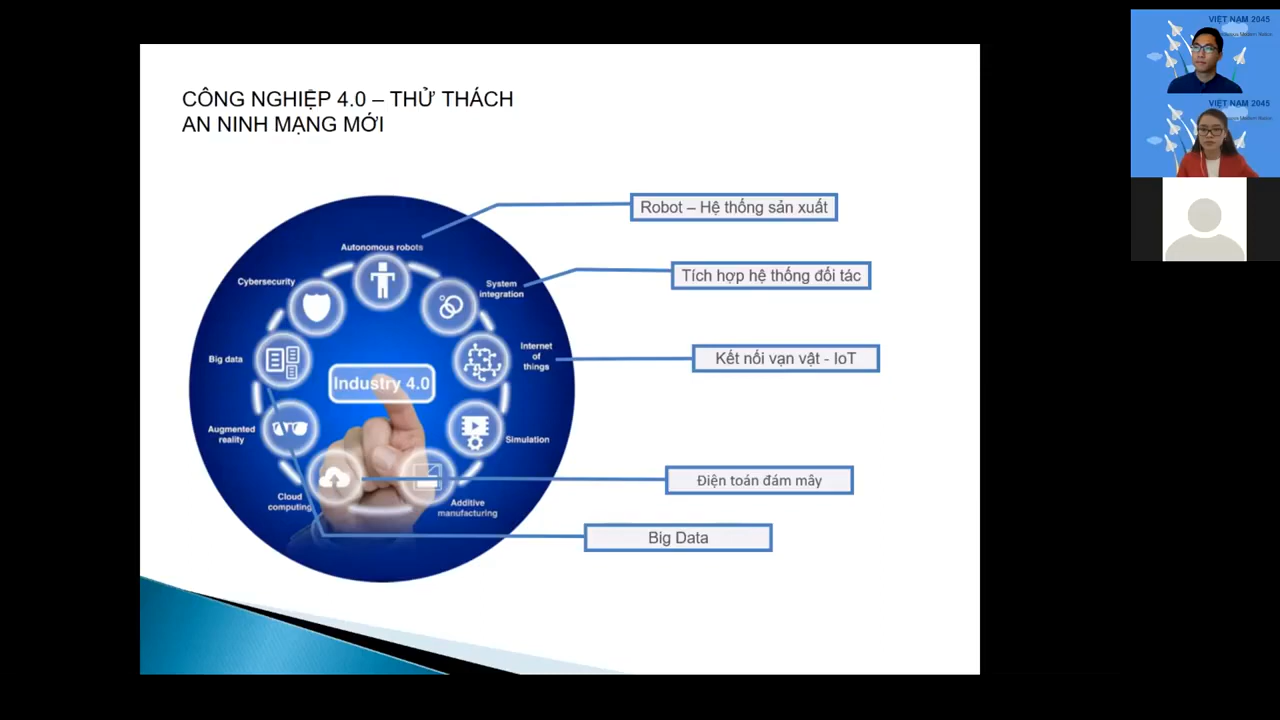 CÔNG NGHIỆP 4.0 – THỬ THÁCH
AN NINH MẠNG MỚI
Robot – Hệ thống sản xuất
Tích hợp hệ thống đối tác
Kết nối vạn vật - IoT
Điện toán đám mây
Big Data
Autonomous robots
Cybersecurity
System
integration
Big data
Internet
of
things
Industry 4.0
Augmented
reality
Simulation
Cloud
computing
Additive
manufacturing
VIỆT NAM 2045
VIỆT NAM 2045